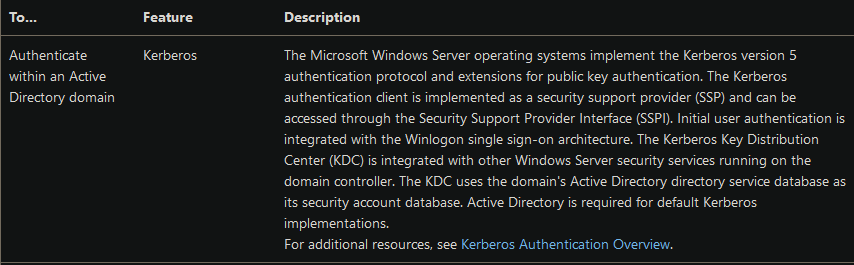 To... Feature Description
Authenticate within an Active Directory domain
Kerberos
The Microsoft Windows Server operating systems implement the Kerberos version 5
authentication protocol and extensions for public key authentication. The Kerberos
authentication client is implemented as a security support provider (SSP) and can be
accessed through the Security Support Provider Interface (SSPI). Initial user authentication is
integrated with the Winlogon single sign-on architecture. The Kerberos Key Distribution
Center (KDC) is integrated with other Windows Server security services running on the
domain controller. The KDC uses the domain's Active Directory directory service database as
its security account database. Active Directory is required for default Kerberos
implementations.
For additional resources, see Kerberos Authentication Overview.